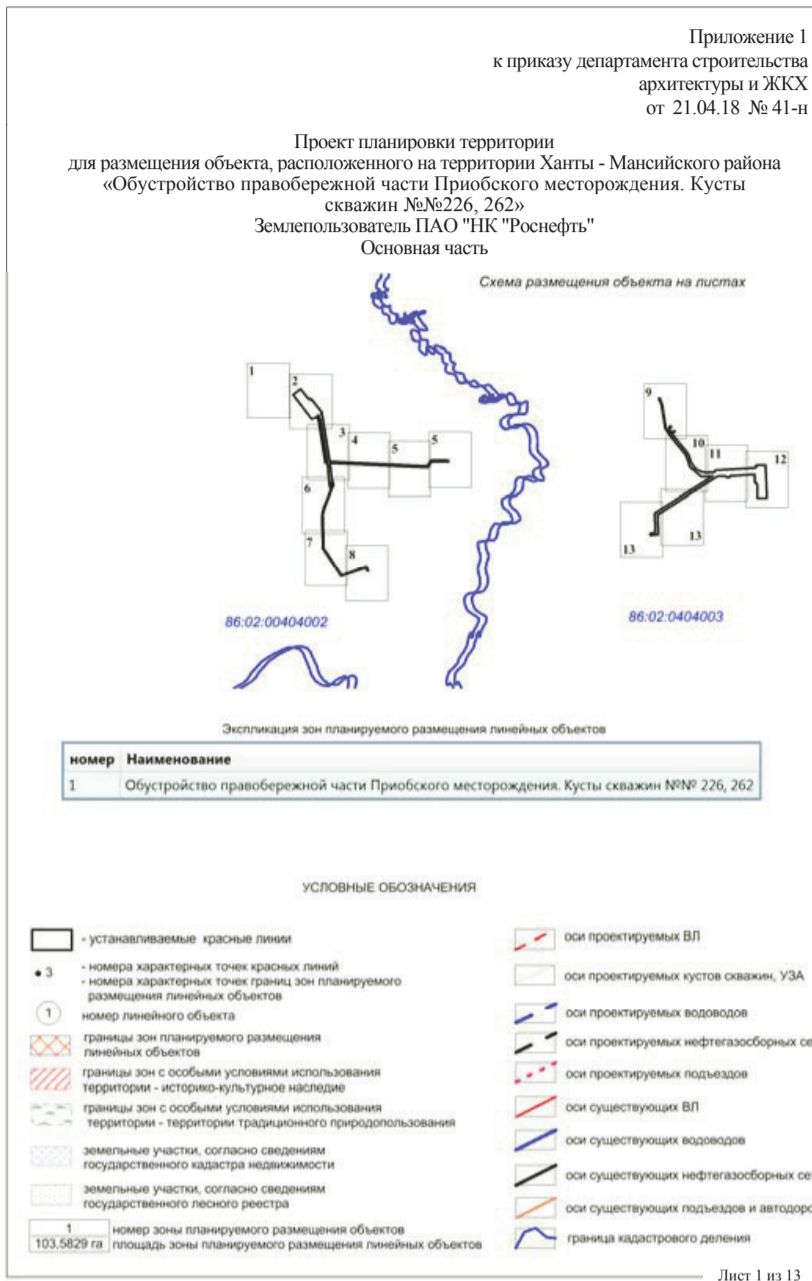 Приложение 1
к приказу департамента строительства
архитектуры и ЖКХ
от 21.04.18 № 41-н
Проект планировки территории
для размещения объекта, расположенного на территории Ханты - Мансийского района
«Обустройство правобережной части Приобского месторождения. Кусты
скважин №№226, 262»
Землепользователь ПАО "НК "Роснефть"
Основная часть
Схема размещения объекта на листах
1
2
3
4
5
5
6
7
8
9
10
11
12
13
13
86:02:00404002
86:02:0404003
Экспликация зон планируемого размещения линейных объектов
номер Наименование
1 Обустройство правобережной части Приобского месторождения. Кусты скважин №№ 226, 262
УСЛОВНЫЕ ОБОЗНАЧЕНИЯ
- устанавливаемые красные линии
3 - номера характерных точек красных линий
- номера характерных точек границ зон планируемого
размещения линейных объектов
1 номер линейного объекта
границы зон планируемого размещения
линейных объектов
границы зон с особыми условиями использования
территории - историко-культурное наследие
границы зон с особыми условиями использования
территории - территории традиционного природопользования
земельные участки, согласно сведениям
государственного кадастра недвижимости
земельные участки, согласно сведениям
государственного лесного реестра
1 номер зоны планируемого размещения объектов
103,5829 га площадь зоны планируемого размещения линейных объектов
оси проектируемых ВЛ
оси проектируемых кустов скважин, УЗА
оси проектируемых водоводов
оси проектируемых нефтегазосборных се
оси проектируемых подъездов
оси существующих ВЛ
оси существующих водоводов
оси существующих нефтегазосборных се
оси существующих подъездов и автодоро
граница кадастрового деления
Лист 1 из 13